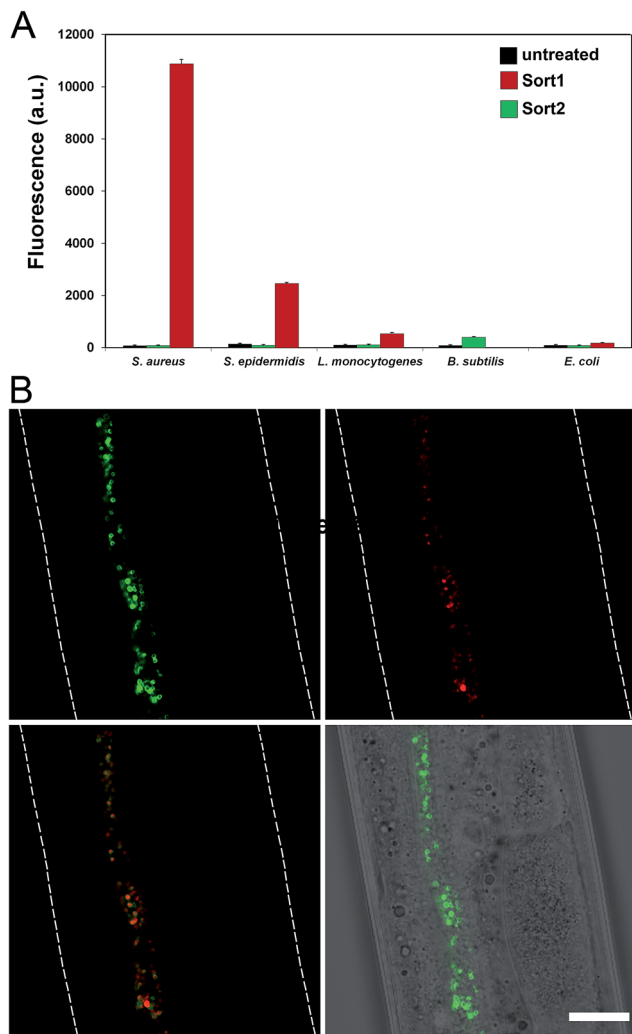 A
12000
10000
8000
6000
4000
2000
0
Fluorescence (a.u.)
untreated
Sort1
Sort2
S. aureus
S. epidermidis
L. monocytogenes
B. subtilis
E. coli
B
e